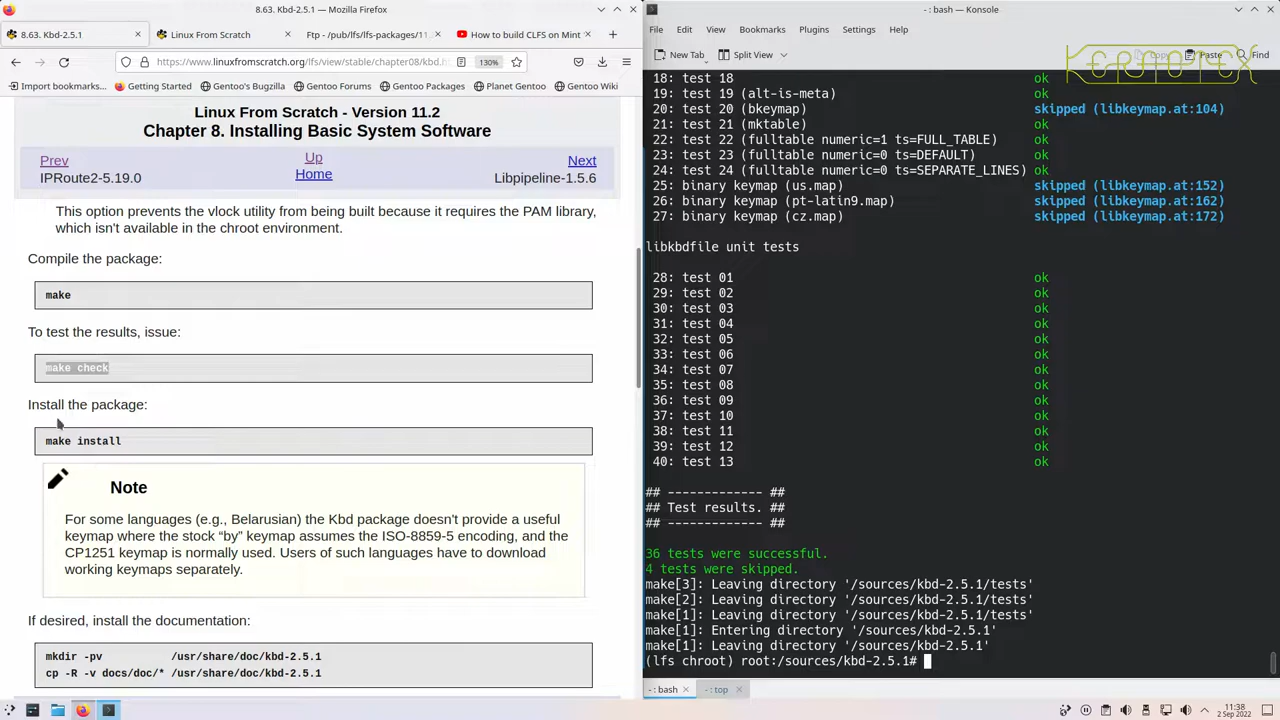 8.63. Kbd-2.5.1 — Mozilla Firefox
8.63. Kbd-2.5.1
Linux From Scratch
Ftp - /pub/lfs/lfs-packages/11.
How to build CLFS on Mint
https://www.linuxfromscratch.org/lfs/view/stable/chapter08/kbd.h
130%
Import bookmarks...
Getting Started
Gentoo's Bugzilla
Gentoo Forums
Gentoo Packages
Planet Gentoo
Gentoo Wiki
Linux From Scratch - Version 11.2
Chapter 8. Installing Basic System Software
Prev
Up
Next
IPRoute2-5.19.0
Home
Libpipeline-1.5.6
This option prevents the vlock utility from being built because it requires the PAM library,
which isn't available in the chroot environment.
Compile the package:
make
To test the results, issue:
make check
Install the package:
make install
Note
For some languages (e.g., Belarusian) the Kbd package doesn't provide a useful
keymap where the stock “by” keymap assumes the ISO-8859-5 encoding, and the
CP1251 keymap is normally used. Users of such languages have to download
working keymaps separately.
If desired, install the documentation:
mkdir -pv           /usr/share/doc/kbd-2.5.1
cp -R -v docs/doc/* /usr/share/doc/kbd-2.5.1
- : bash — Konsole
File Edit View Bookmarks Plugins Settings Help
New Tab
Split View
Copy
Paste
Find
KERNOTEX
18: test 18 ok
19: test 19 (alt-is-meta) ok
20: test 20 (bkeymap) skipped (libkeymap.at:104)
21: test 21 (mktable) ok
22: test 22 (fulltable numeric=1 ts=FULL_TABLE) ok
23: test 23 (fulltable numeric=0 ts=DEFAULT) ok
24: test 24 (fulltable numeric=0 ts=SEPARATE_LINES) ok
25: binary keymap (us.map) skipped (libkeymap.at:152)
26: binary keymap (pt-latin9.map) skipped (libkeymap.at:162)
27: binary keymap (cz.map) skipped (libkeymap.at:172)
libkbdfile unit tests
28: test 01 ok
29: test 02 ok
30: test 03 ok
31: test 04 ok
32: test 05 ok
33: test 06 ok
34: test 07 ok
35: test 08 ok
36: test 09 ok
37: test 10 ok
38: test 11 ok
39: test 12 ok
40: test 13 ok
## ------------- ##
## Test results. ##
## ------------- ##
36 tests were successful.
4 tests were skipped.
make[3]: Leaving directory '/sources/kbd-2.5.1/tests'
make[2]: Leaving directory '/sources/kbd-2.5.1/tests'
make[1]: Leaving directory '/sources/kbd-2.5.1/tests'
make[1]: Entering directory '/sources/kbd-2.5.1'
make[1]: Leaving directory '/sources/kbd-2.5.1'
(lfs chroot) root:/sources/kbd-2.5.1#
- : bash
- : top
11:38
2 Sep 2022